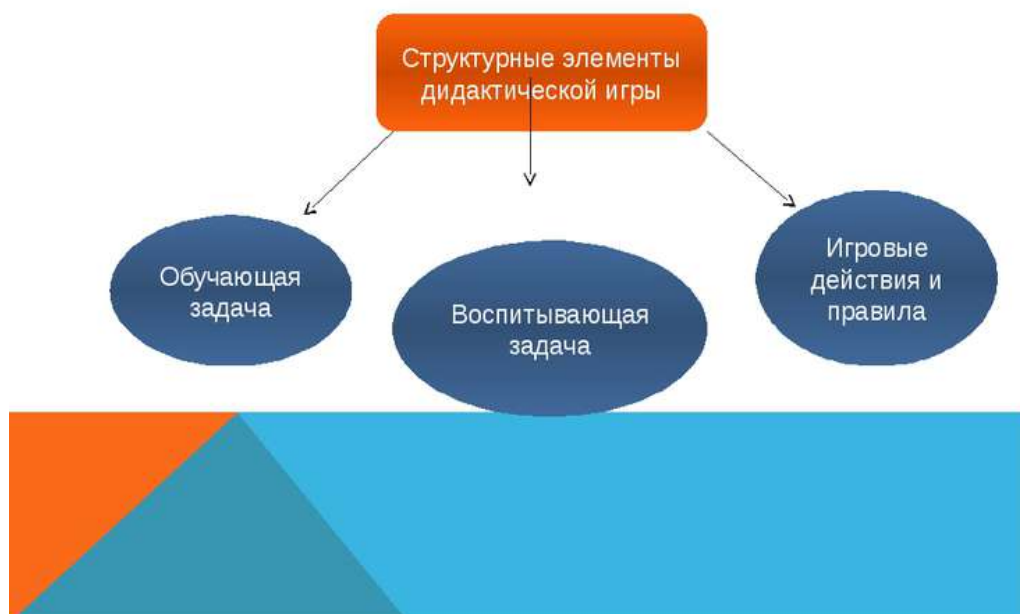 Структурные элементы
дидактической игры
Обучающая
задача
Воспитывающая
задача
Игровые
действия и
правила